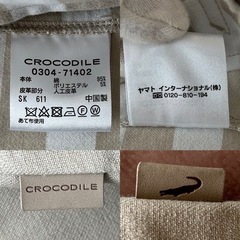 CROCODILE
0304-71402
本体 綿 95%
ポリエステル 5%
皮革部分 人工皮革
SK 611 中国製
あて布使用
ヤマト インターナショナル(株)
0120-810-194
CROCODILE